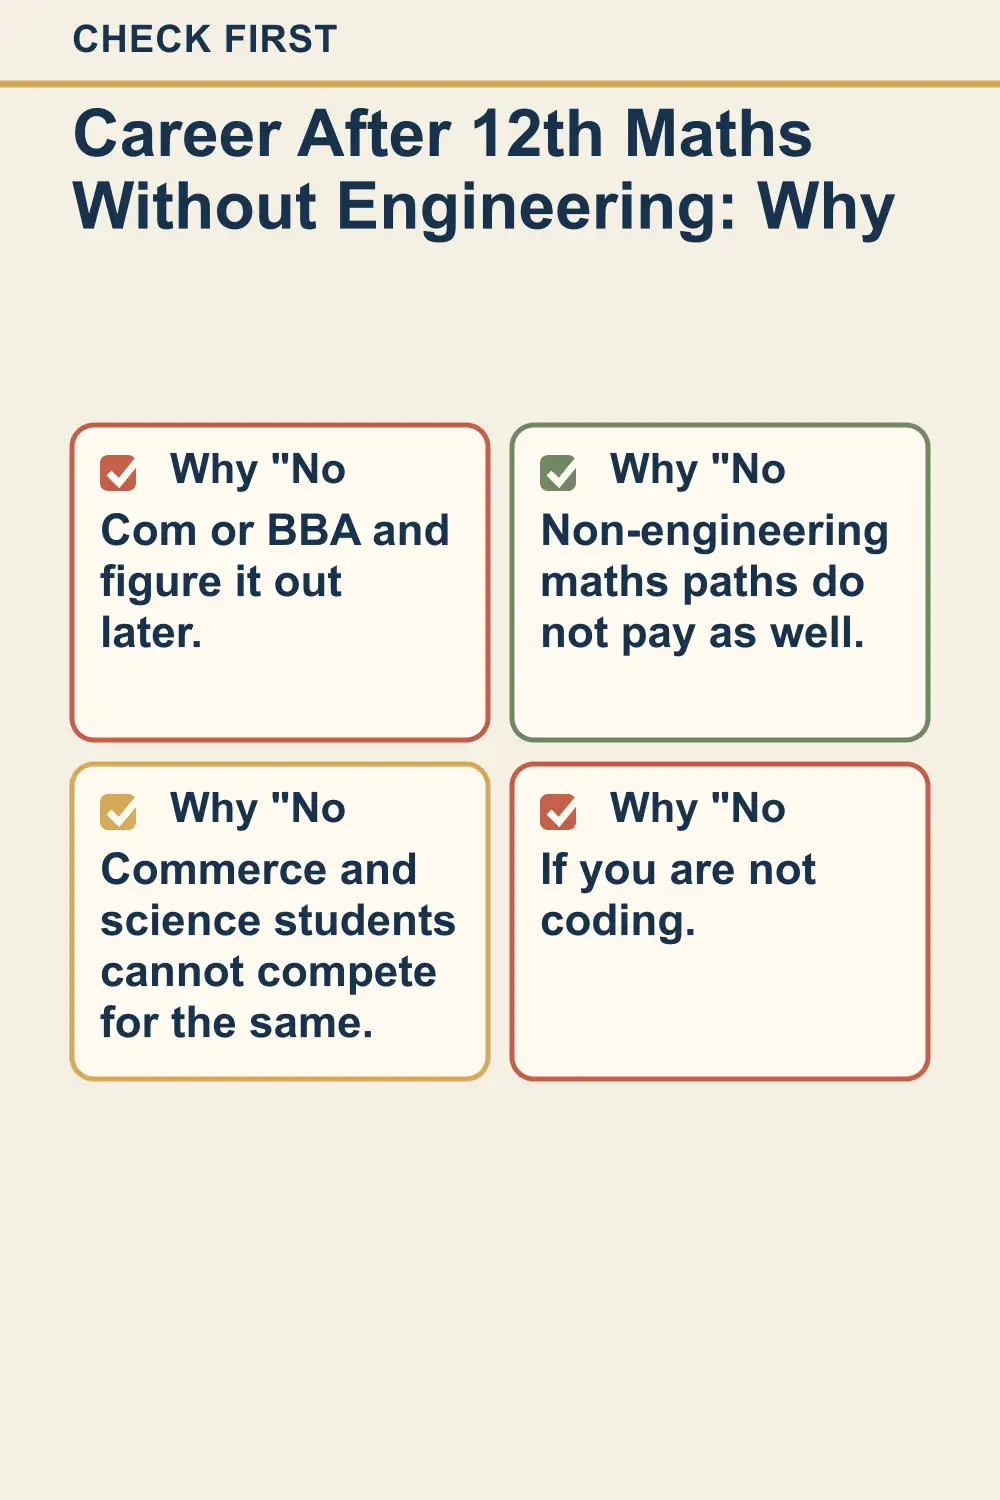 CHECK FIRST
Career After 12th Maths
Without Engineering: Why
Why "No
Com or BBA and
figure it out
later.
Why "No
Non-engineering
maths paths do
not pay as well.
Why "No
Commerce and
science students
cannot compete
for the same.
Why "No
If you are not
coding.